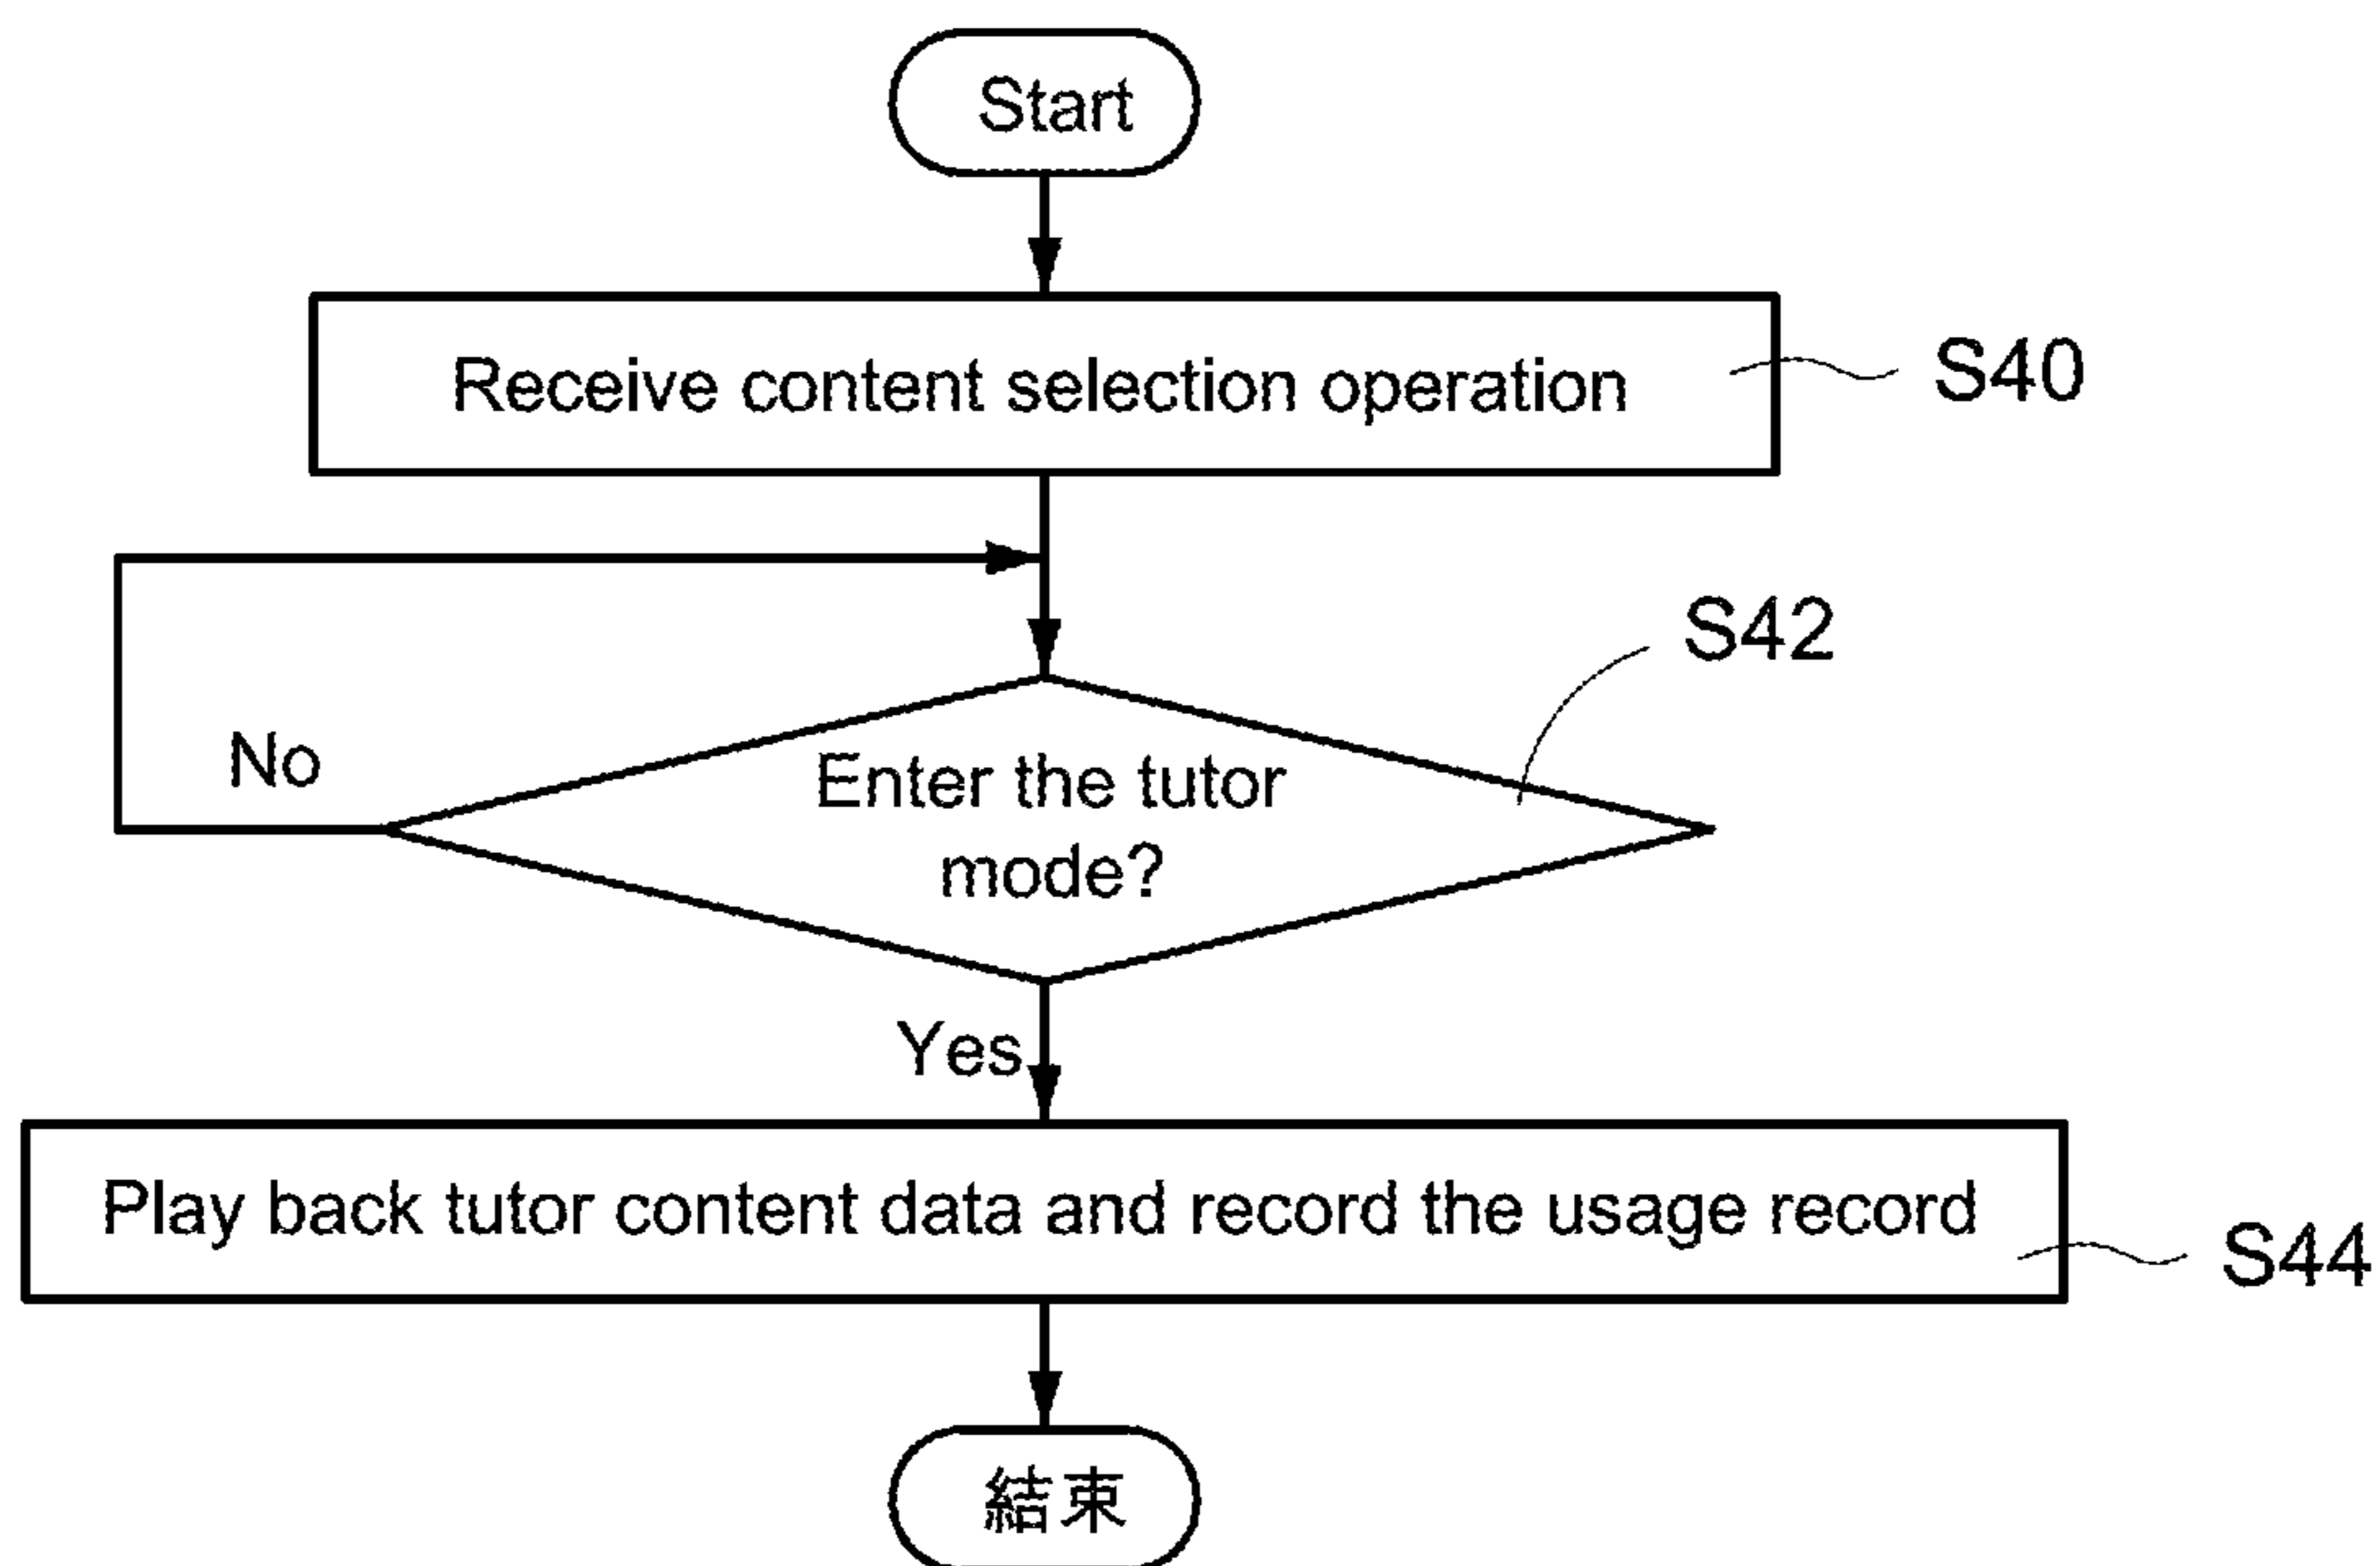 Start
Receive content selection operation
S40
S42
No
Enter the tutor
mode?
Yes
Play back tutor content data and record the usage record
S44
結束